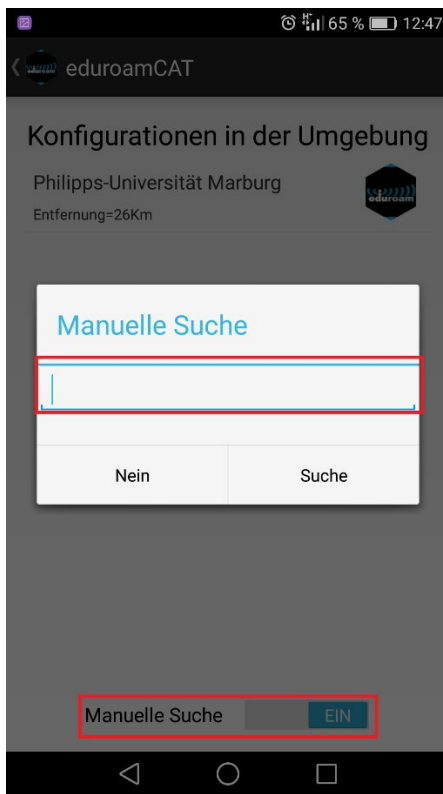 65 % 12:47
eduroamCAT
Konfigurationen in der Umgebung
Philipps-Universität Marburg
eduroam
Entfernung=26Km
Manuelle Suche
Nein Suche
Manuelle Suche EIN